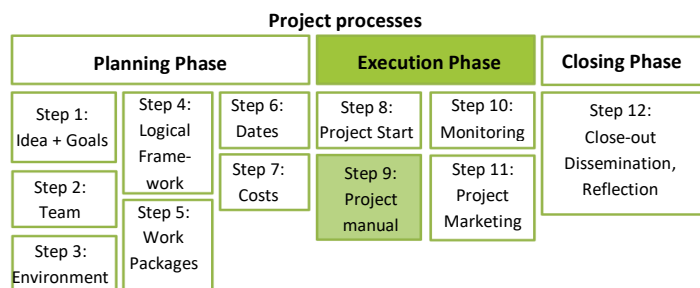 Project processes
Planning Phase
Execution Phase
Closing Phase
Step 1:
Idea + Goals
Step 2:
Team
Step 3:
Environment
Step 4:
Logical
Frame-
work
Step 5:
Work
Packages
Step 6:
Dates
Step 7:
Costs
Step 8:
Project Start
Step 9:
Project
manual
Step 10:
Monitoring
Step 11:
Project
Marketing
Step 12:
Close-out
Dissemination,
Reflection